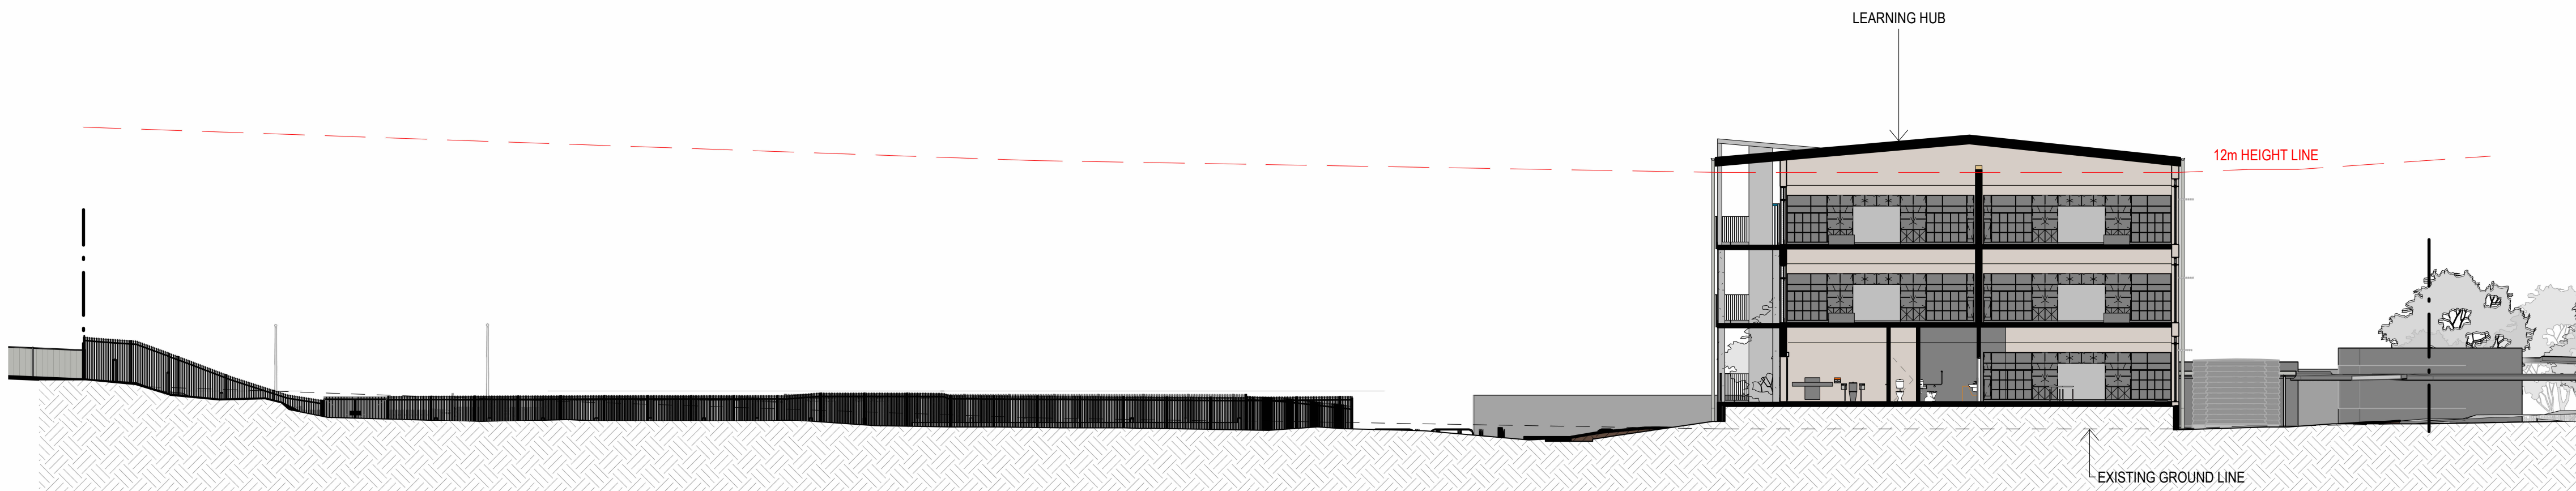 LEARNING HUB
12m HEIGHT LINE
EXISTING GROUND LINE